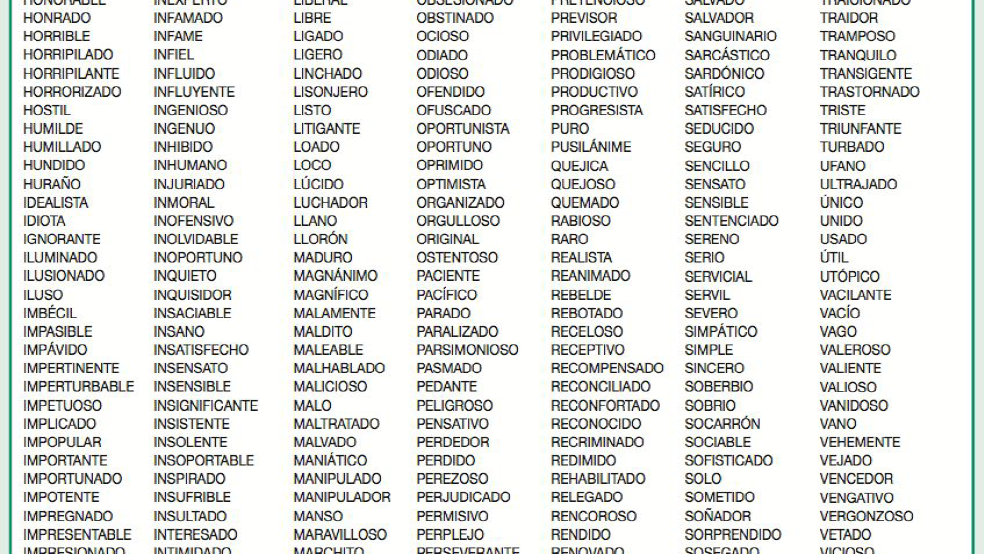 HONORABLE INEXPERTO LIBERAL OBSESIONADO PRETENCIOSO SALVADO TRAICIONADO
HONRADO INFAMADO LIBRE OBSTINADO PREVISOR SALVADOR TRAIDOR
HORRIBLE INFAME LIGADO OCIOSO PRIVILEGIADO SANGUINARIO TRAMPOSO
HORRIPILADO INFIEL LIGERO ODIADO PROBLEMÁTICO SARCÁSTICO TRANQUILO
HORRIPILANTE INFLUIDO LINCHADO ODIOSO PRODIGIOSO SARDÓNICO TRANSIGENTE
HORRORIZADO INFLUYENTE LISONJERO OFENDIDO PRODUCTIVO SATÍRICO TRASTORNADO
HOSTIL INGENIOSO LISTO OFUSCADO PROGRESISTA SATISFECHO TRISTE
HUMILDE INGENUO LITIGANTE OPORTUNISTA PURO SEDUCIDO TRIUNFANTE
HUMILLADO INHIBIDO LOADO OPORTUNO PUSILÁNIME SEGURO TURBADO
HUNDIDO INHUMANO LOCO OPRIMIDO QUEJICA SENCILLO UFANO
HURAÑO INJURIADO LÚCIDO OPTIMISTA QUEJOSO SENSATO ULTRAJADO
IDEALISTA INMORAL LUCHADOR ORGANIZADO QUEMADO SENSIBLE ÚNICO
IDIOTA INOFENSIVO LLANO ORGULLOSO RABIOSO SENTENCIADO UNIDO
IGNORANTE INOLVIDABLE LLORÓN ORIGINAL RARO SERENO USADO
ILUMINADO INOPORTUNO MADURO OSTENTOSO REALISTA SERIO ÚTIL
ILUSIONADO INQUIETO MAGNÁNIMO PACIENTE REANIMADO SERVICIAL UTÓPICO
ILUSO INQUISIDOR MAGNÍFICO PACÍFICO REBELDE SERVIL VACILANTE
IMBÉCIL INSACIABLE MALAMENTE PARADO REBOTADO SEVERO VACÍO
IMPASIBLE INSANO MALDITO PARALIZADO RECELOSO SIMPÁTICO VAGO
IMPÁVIDO INSATISFECHO MALEABLE PARSIMONIOSO RECEPTIVO SIMPLE VALEROSO
IMPERTINENTE INSENSATO MALHABLADO PASMADO RECOMPENSADO SINCERO VALIENTE
IMPERTURBABLE INSENSIBLE MALICIOSO PEDANTE RECONCILIADO SOBERBIO VALIOSO
IMPETUOSO INSIGNIFICANTE MALO PELIGROSO RECONFORTADO SOBRIO VANIDOSO
IMPLICADO INSISTENTE MALTRATADO PENSATIVO RECONOCIDO SOCARRÓN VANO
IMPOPULAR INSOLENTE MALVADO PERDEDOR RECRIMINADO SOCIABLE VEHEMENTE
IMPORTANTE INSOPORTABLE MANIÁTICO PERDIDO REDIMIDO SOFISTICADO VEJADO
IMPORTUNADO INSPIRADO MANIPULADO PEREZOSO REHABILITADO SOLO VENCEDOR
IMPOTENTE INSUFRIBLE MANIPULADOR PERJUDICADO RELEGADO SOMETIDO VENGATIVO
IMPREGNADO INSULTADO MANSO PERMISIVO RENCOROSO SOÑADOR VERGONZOSO
IMPRESENTABLE INTERESADO MARAVILLOSO PERPLEJO RENDIDO SORPRENDIDO VETADO
IMPRESIONADO INTIMIDADO MARCHITO PERSEVERANTE RENOVADO SOSEGADO VICIOSO